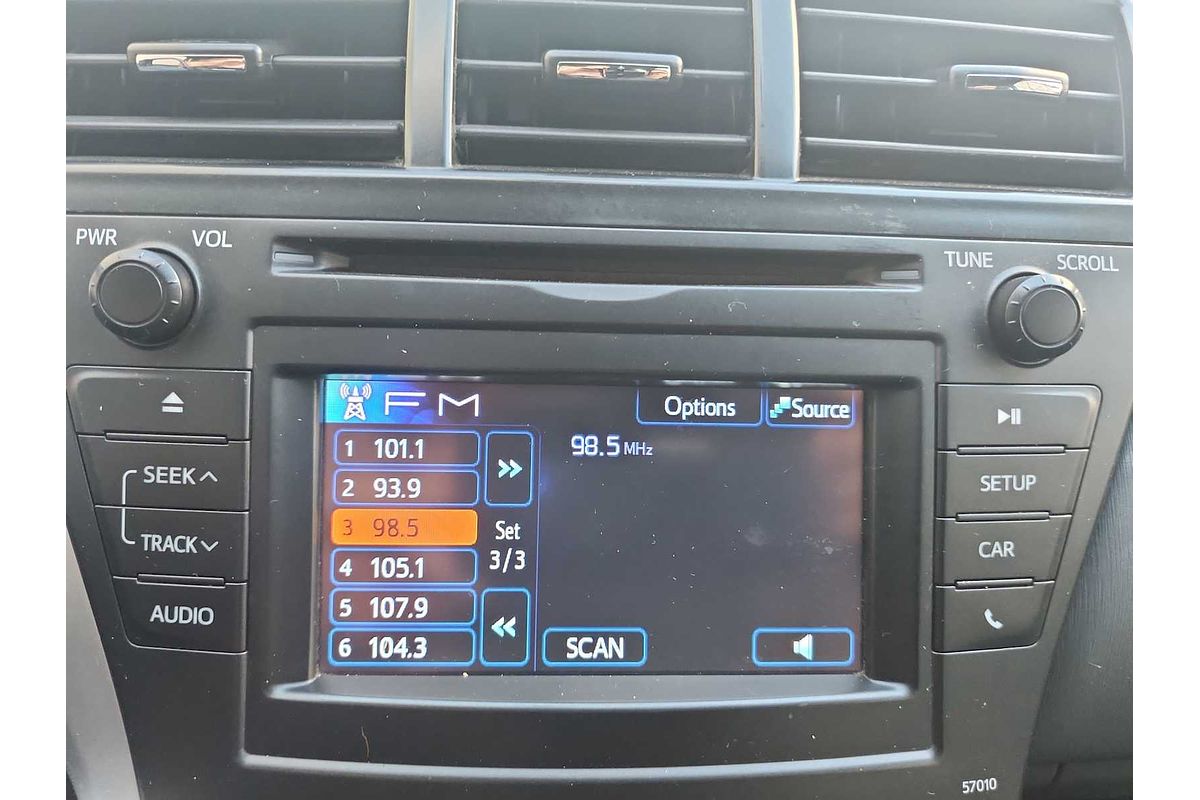 PWR VOL
TUNE SCROLL
FM Options Source
1 101.1
98.5 MHz
2 93.9
3 98.5
Set
3/3
4 105.1
5 107.9
6 104.3
SCAN
SEEK
TRACK
AUDIO
SETUP
CAR
57010